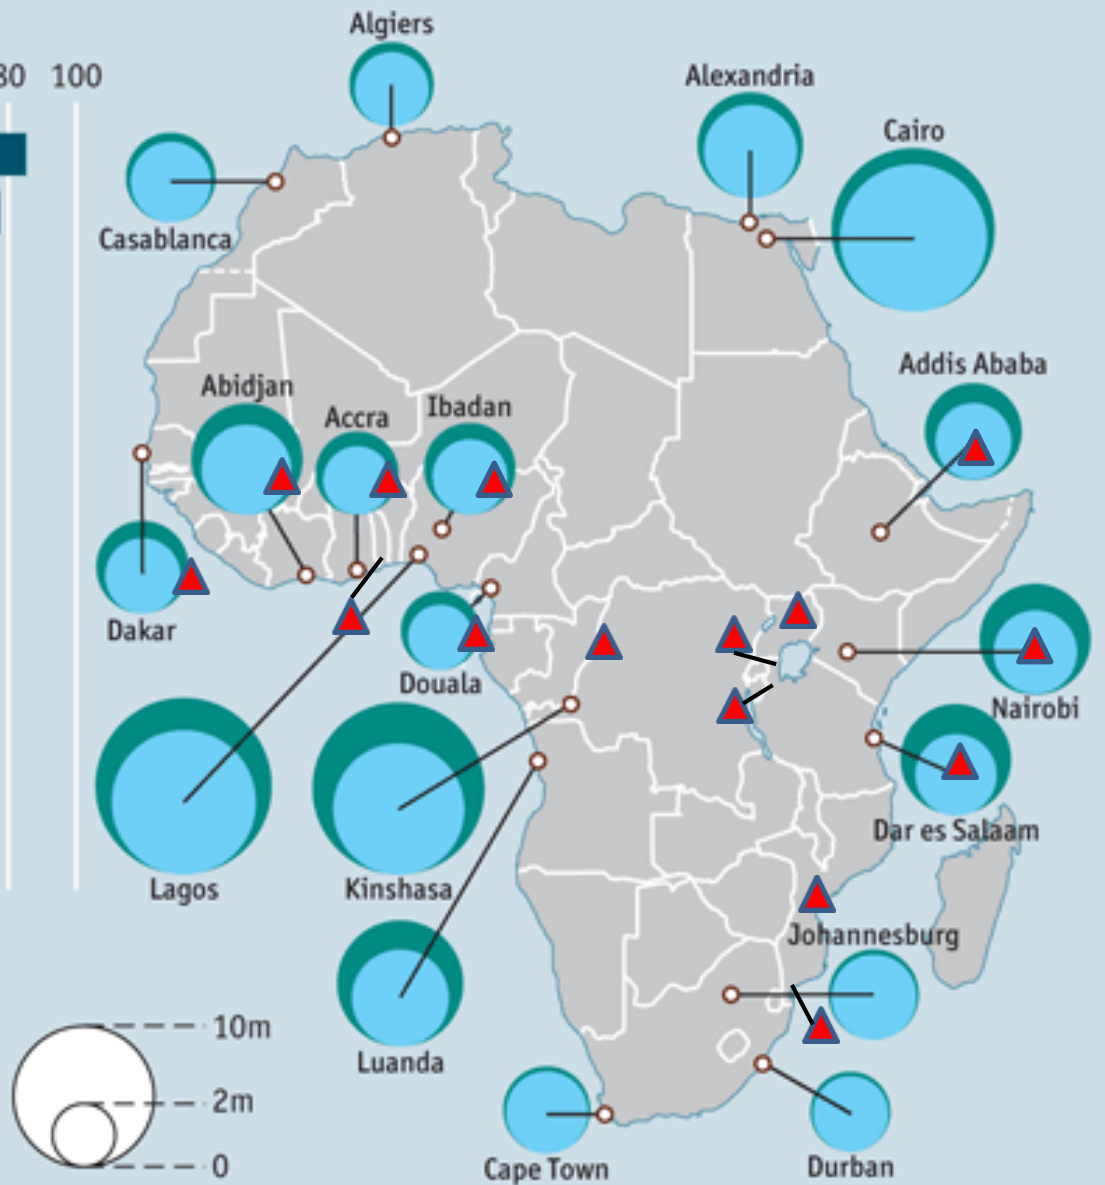 Algiers
80 100
Alexandria
Cairo
Casablanca
Addis Ababa
Abidjan
Accra
Ibadan
Dakar
Douala
Nairobi
Dar es Salaam
Lagos
Kinshasa
Johannesburg
10m
Luanda
2m
0
Cape Town
Durban